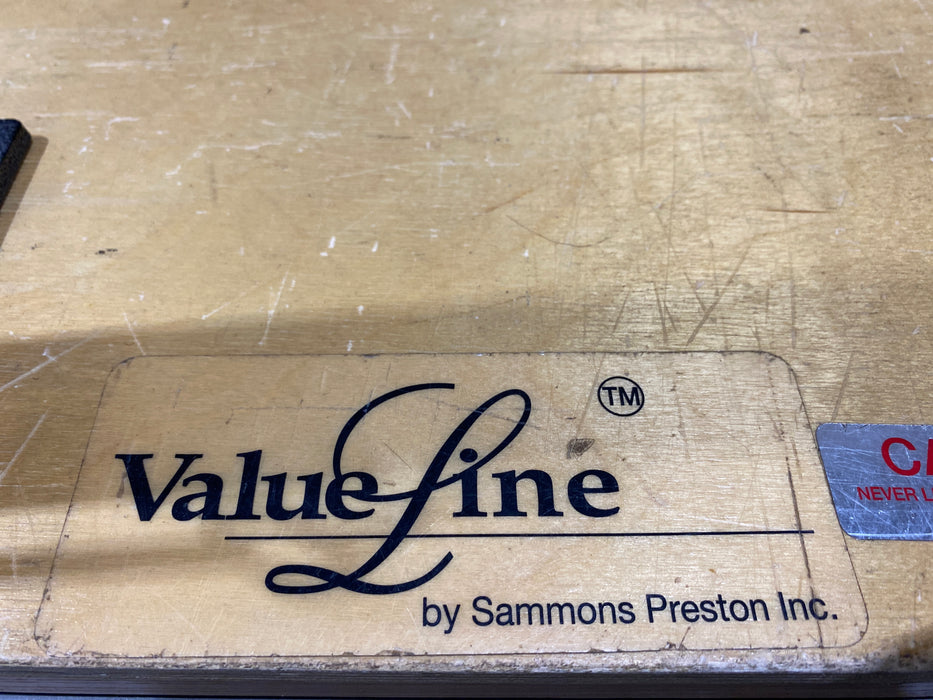 ValueLine
TM
by Sammons Preston Inc.
NEVER